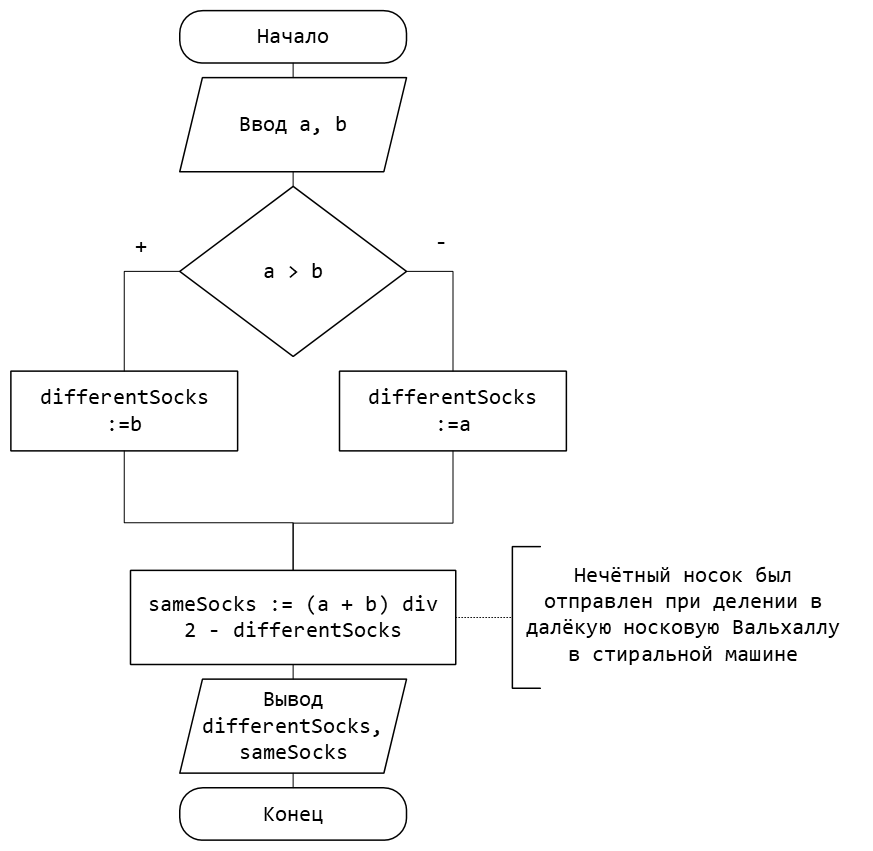 Начало
Ввод a, b
+
-
a > b
differentSocks
:=b
differentSocks
:=a
sameSocks := (a + b) div
2 - differentSocks
Нечётный носок был
отправлен при делении в
далёкую носковую Вальхаллу
в стиральной машине
Вывод
differentSocks,
sameSocks
Конец